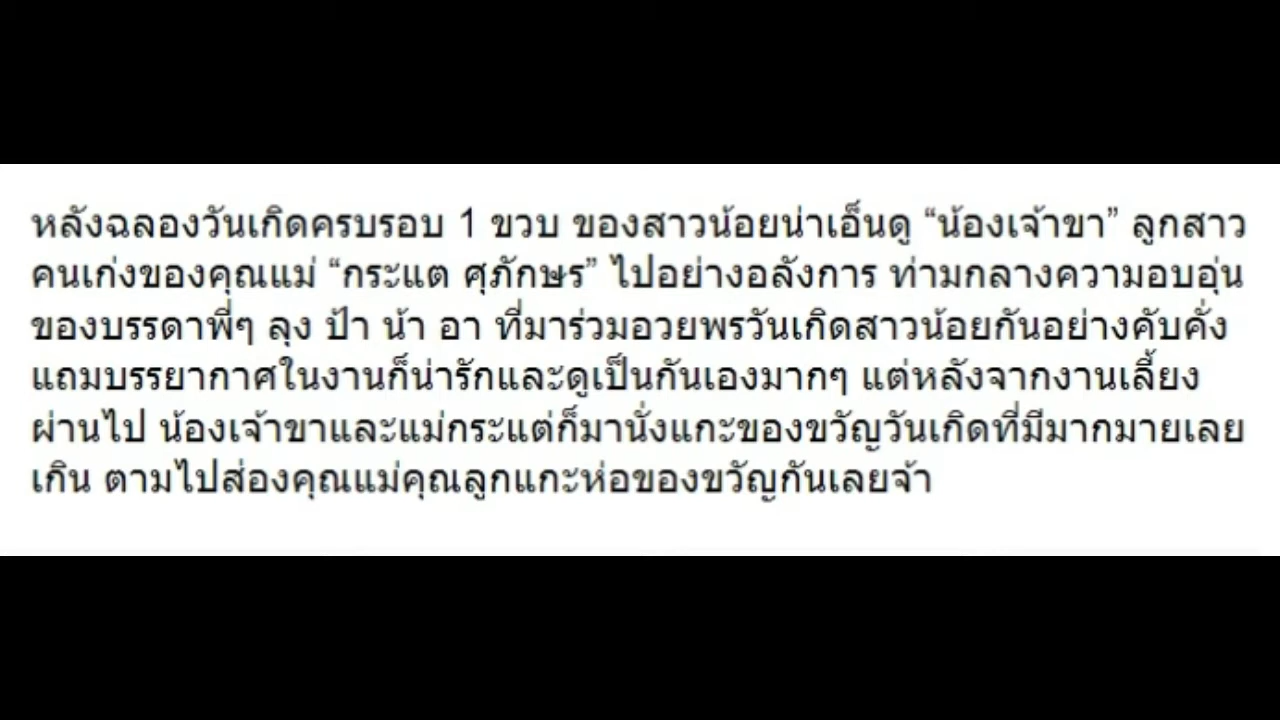 หลังฉลองวันเกิดครบรอบ 1 ขวบ ของสาวน้อยน่าเอ็นดู “น้องเจ้าขา” ลูกสาว
คนเก่งของคุณแม่ “กระแต ศุภักษร” ไปอย่างอลังการ ท่ามกลางความอบอุ่น
ของบรรดาพี่ๆ ลุง ป้า น้า อา ที่มาร่วมอวยพรวันเกิดสาวน้อยกันอย่างคับคั่ง
แถมบรรยากาศในงานก็น่ารักและดูเป็นกันเองมากๆ แต่หลังจากงานเลี้ยง
ผ่านไป น้องเจ้าขาและแม่กระแต่ก็มานั่งแกะของขวัญวันเกิดที่มีมากมายเลย
เกิน ตามไปส่องคุณแม่คุณลูกแกะห่อของขวัญกันเลยจ้า